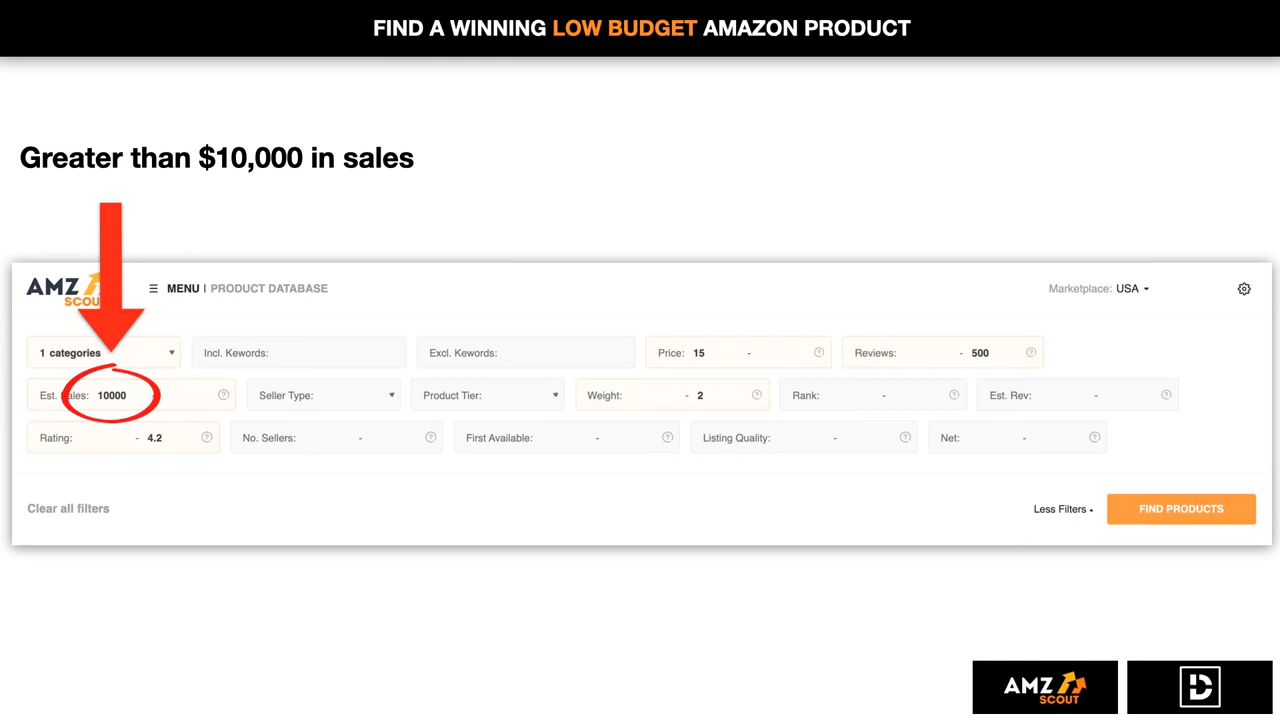 FIND A WINNING LOW BUDGET AMAZON PRODUCT
Greater than $10,000 in sales
AMZ SCOUT
☰ MENU | PRODUCT DATABASE
Marketplace: USA
1 categories
Incl. Kewords:
Excl. Kewords:
Price: 15 -
Reviews: - 500
Est. Sales: 10000
Seller Type:
Product Tier:
Weight: - 2
Rank: -
Est. Rev: -
Rating: - 4.2
No. Sellers: -
First Available: -
Listing Quality: -
Net: -
Clear all filters
Less Filters
FIND PRODUCTS
AMZ
SCOUT
D